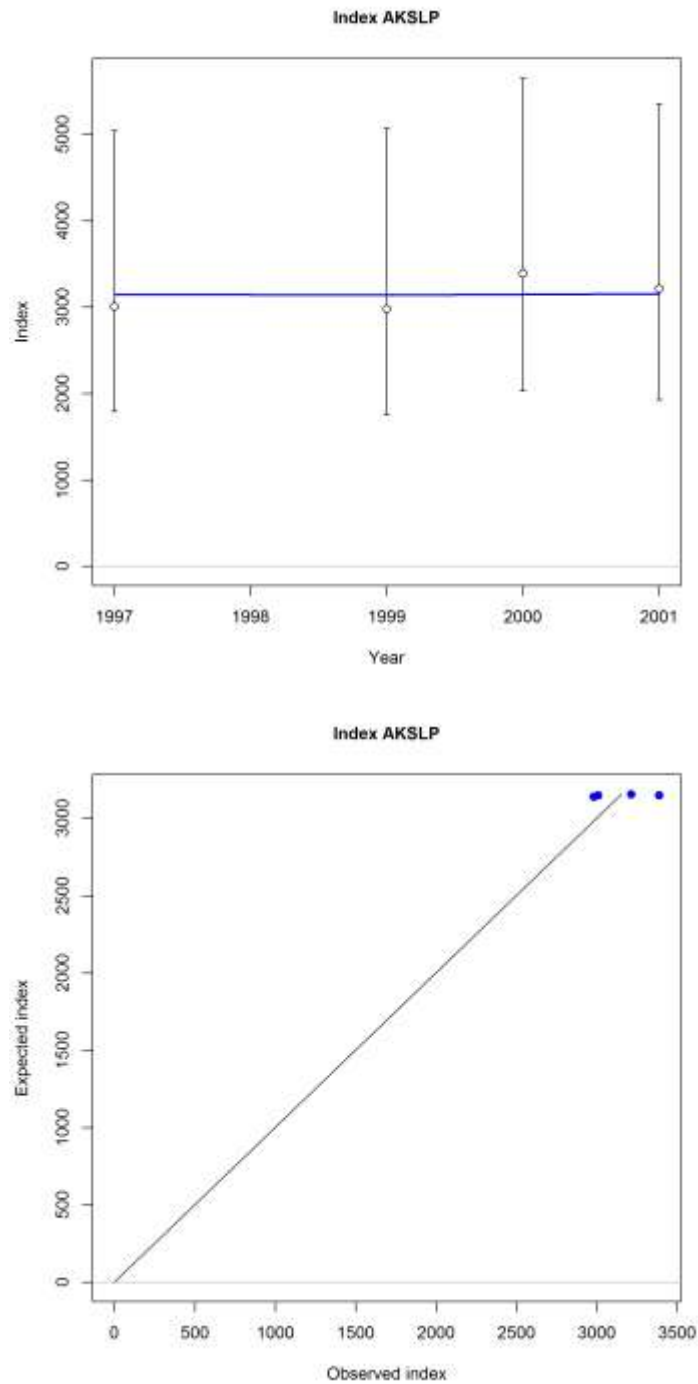 Index AKSLP
5000
4000
3000
2000
1000
0
Index
1997 1998 1999 2000 2001
Year
Index AKSLP
3000
2500
2000
1500
1000
500
0
Expected index
0 500 1000 1500 2000 2500 3000 3500
Observed index